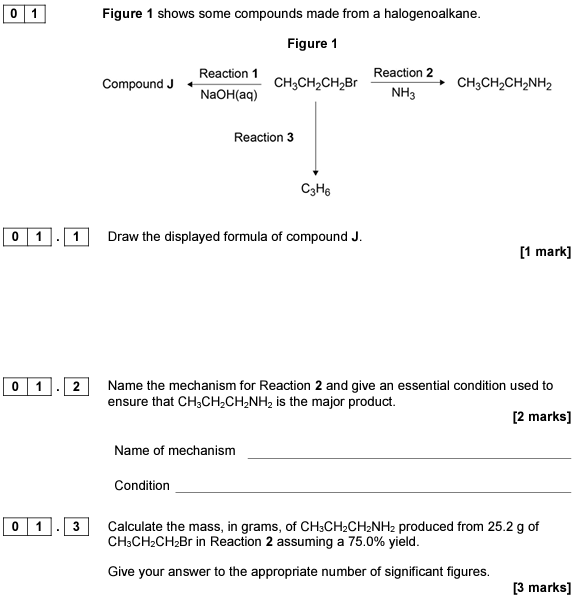 0 1 Figure 1 shows some compounds made from a halogenoalkane.
Figure 1
Compound J Reaction 1 NaOH(aq) CH₃CH₂CH₂Br Reaction 2 NH₃ CH₃CH₂CH₂NH₂
Reaction 3
C₃H₆
0 1 . 1 Draw the displayed formula of compound J.
[1 mark]
0 1 . 2 Name the mechanism for Reaction 2 and give an essential condition used to
ensure that CH₃CH₂CH₂NH₂ is the major product.
[2 marks]
Name of mechanism
Condition
0 1 . 3 Calculate the mass, in grams, of CH₃CH₂CH₂NH₂ produced from 25.2 g of
CH₃CH₂CH₂Br in Reaction 2 assuming a 75.0% yield.
Give your answer to the appropriate number of significant figures.
[3 marks]